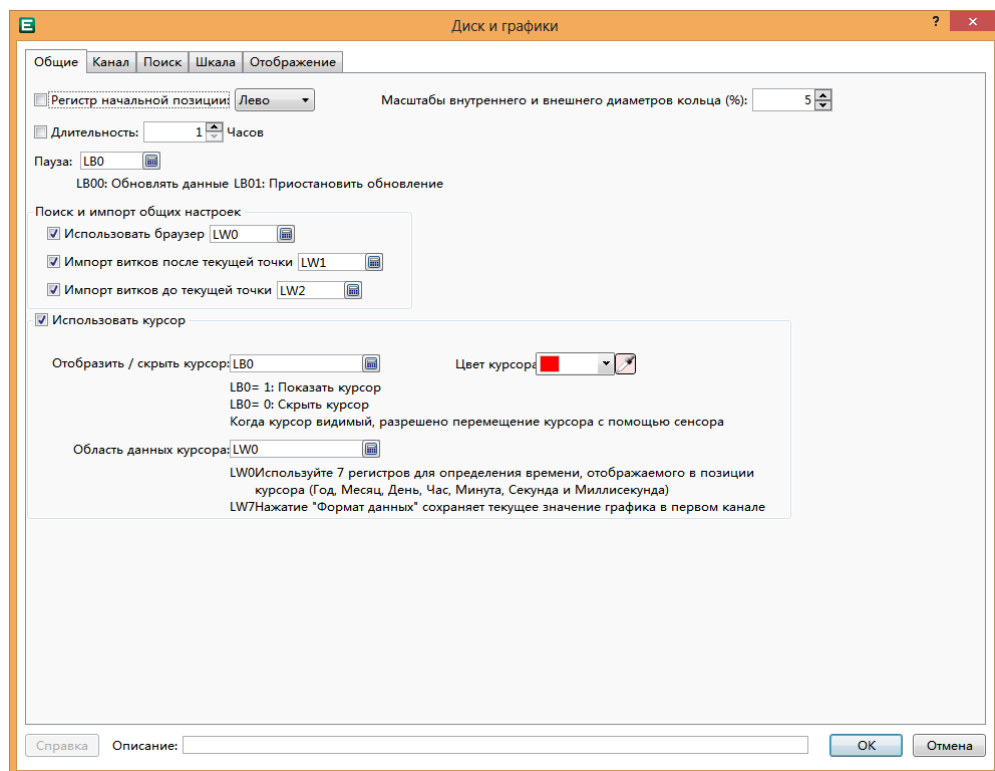 E Диск и графики ? ×
Общие Канал Поиск Шкала Отображение
Регистр начальной позиции: Лево Масштабы внутреннего и внешнего диаметров кольца (%): 5
Длительность: 1 Часов
Пауза: LB0
LB00: Обновлять данные LB01: Приостановить обновление
Поиск и импорт общих настроек
Использовать браузер LW0
Импорт витков после текущей точки LW1
Импорт витков до текущей точки LW2
Использовать курсор
Отобразить / скрыть курсор: LB0 Цвет курсора
LB0= 1: Показать курсор
LB0= 0: Скрыть курсор
Когда курсор видимый, разрешено перемещение курсора с помощью сенсора
Область данных курсора: LW0
LW0Используйте 7 регистров для определения времени, отображаемого в позиции
курсора (Год, Месяц, День, Час, Минута, Секунда и Миллисекунда)
LW7Нажатие "Формат данных" сохраняет текущее значение графика в первом канале
Справка Описание: OK Отмена